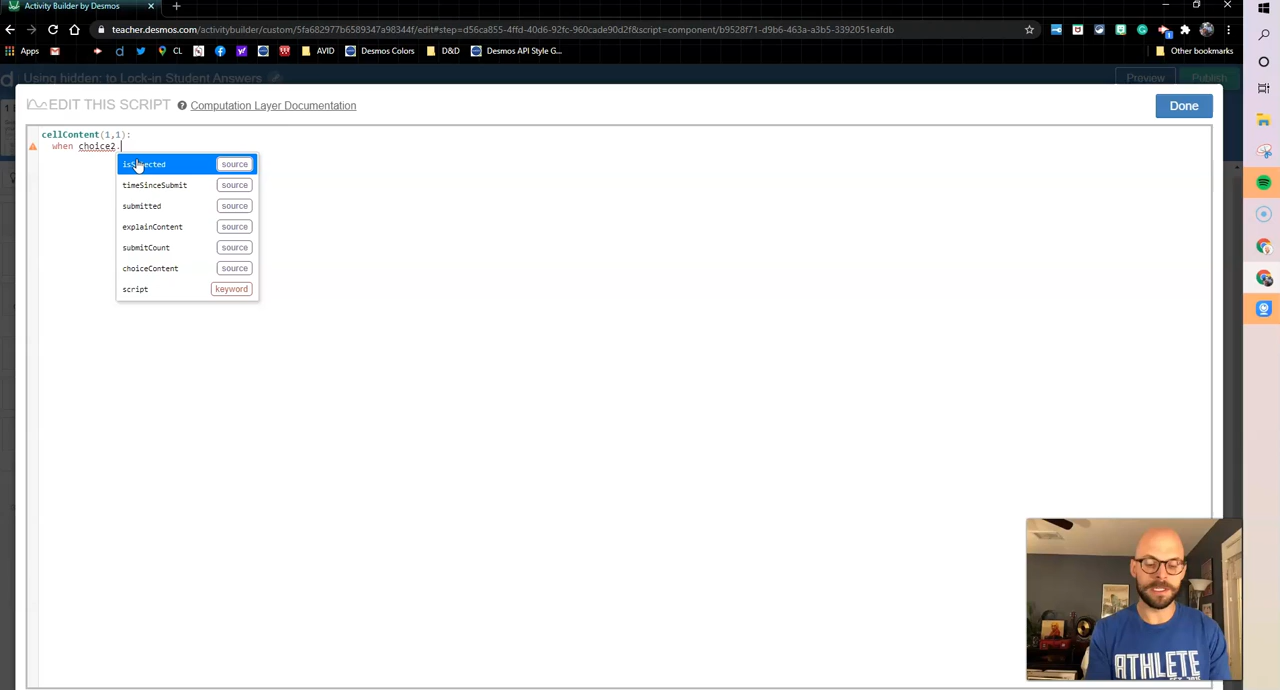 Activity Builder by Desmos
teacher.desmos.com/activitybuilder/custom/5fa682977b6589347a98344f/edit#step=d56ca855-4ffd-40d6-92fc-960cade90d2f&script=component/b9528f71-d9b6-463a-a3b5-3392051eafdb
Apps AVID Desmos Colors D&D Desmos API Style G... Other bookmarks
CL
Using hidden: to Lock-in Student Answers Preview Publish
EDIT THIS SCRIPT Computation Layer Documentation Done
cellContent(1,1):
when choice2.
isSelected source
timeSinceSubmit source
submitted source
explainContent source
submitCount source
choiceContent source
script keyword
ATHLETE